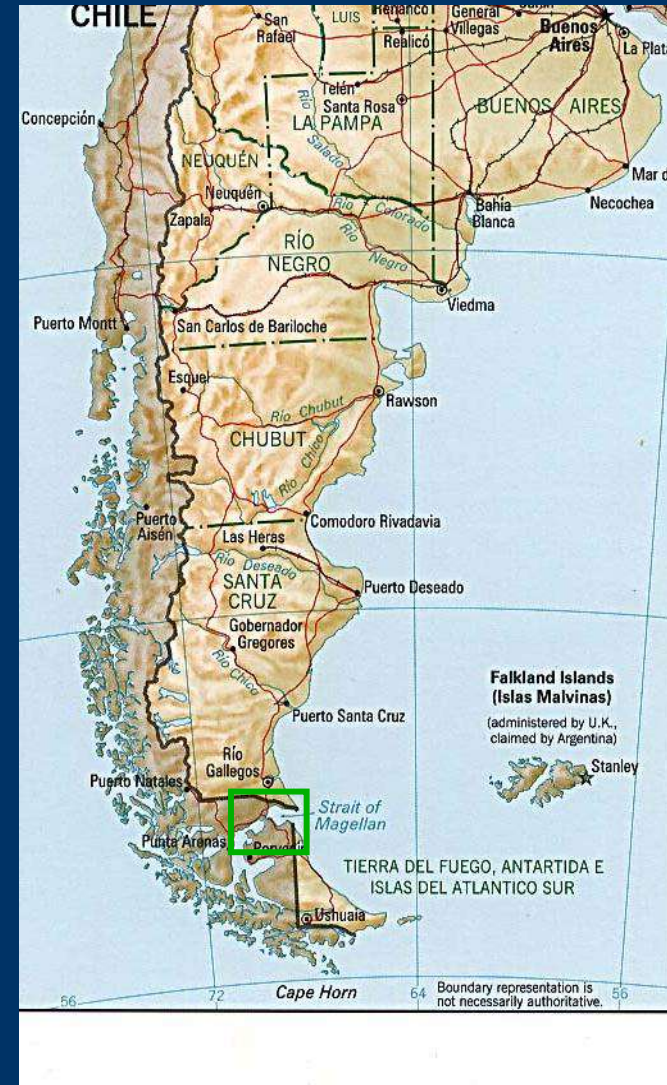 CHILE
San
Rafael
LUIS
Realicó
General
Villegas
Buenos
Aires
La Plata
Telén
Santa Rosa
Concepción
LA PAMPA
BUENOS AIRES
Río Salado
NEUQUÉN
Neuquén
Zapala
Río Colorado
Bahía
Blanca
Mar d
Necochea
RÍO
NEGRO
Río Negro
Viedma
Puerto Montt
San Carlos de Bariloche
Esquel
Río Chubut
Rawson
CHUBUT
Río Chico
Puerto
Aisén
Comodoro Rivadavia
Las Heras
Río Deseado
SANTA
CRUZ
Puerto Deseado
Gobernador
Gregores
Río Chico
Falkland Islands
(Islas Malvinas)
(administered by U.K.,
claimed by Argentina)
Stanley
Puerto Santa Cruz
Río
Gallegos
Puerto Natales
Strait of
Magellan
Punta Arenas
Porvenir
TIERRA DEL FUEGO, ANTARTIDA E
ISLAS DEL ATLANTICO SUR
Ushuaia
Cape Horn
Boundary representation is
not necessarily authoritative.
56
72
64
56